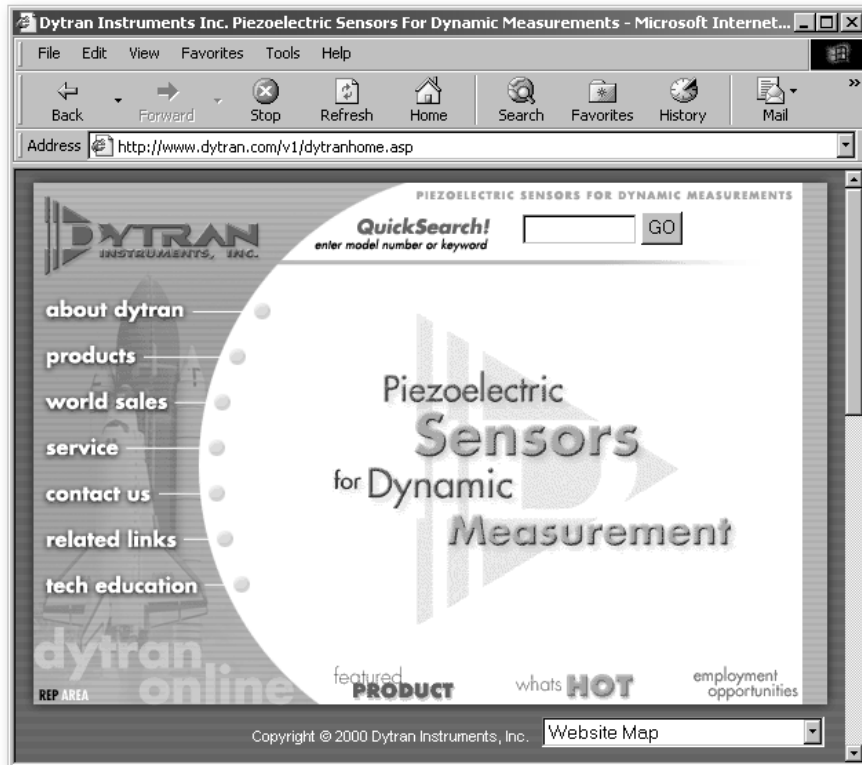 Dytran Instruments Inc. Piezoelectric Sensors For Dynamic Measurements - Microsoft Internet...
File Edit View Favorites Tools Help
Back Forward Stop Refresh Home Search Favorites History Mail
Address http://www.dytran.com/v1/dytranhome.asp
PIEZOELECTRIC SENSORS FOR DYNAMIC MEASUREMENTS
DYTRAN
INSTRUMENTS, INC.
QuickSearch!
enter model number or keyword
GO
about dytran
products
world sales
service
contact us
related links
tech education
Piezoelectric
Sensors
for Dynamic
Measurement
dytran
online
REP AREA
featured
PRODUCT
whats HOT
employment
opportunities
Copyright © 2000 Dytran Instruments, Inc. Website Map